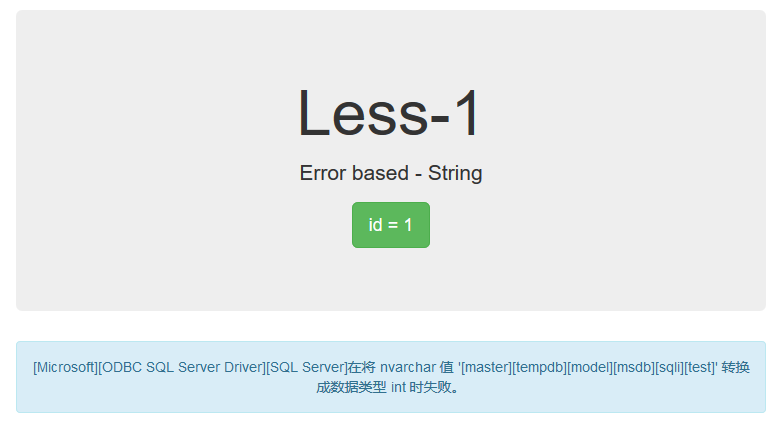 Less-1
Error based - String
id = 1
[Microsoft][ODBC SQL Server Driver][SQL Server]在将 nvarchar 值 '[master][tempdb][model][msdb][sqli][test]' 转换
成数据类型 int 时失败。